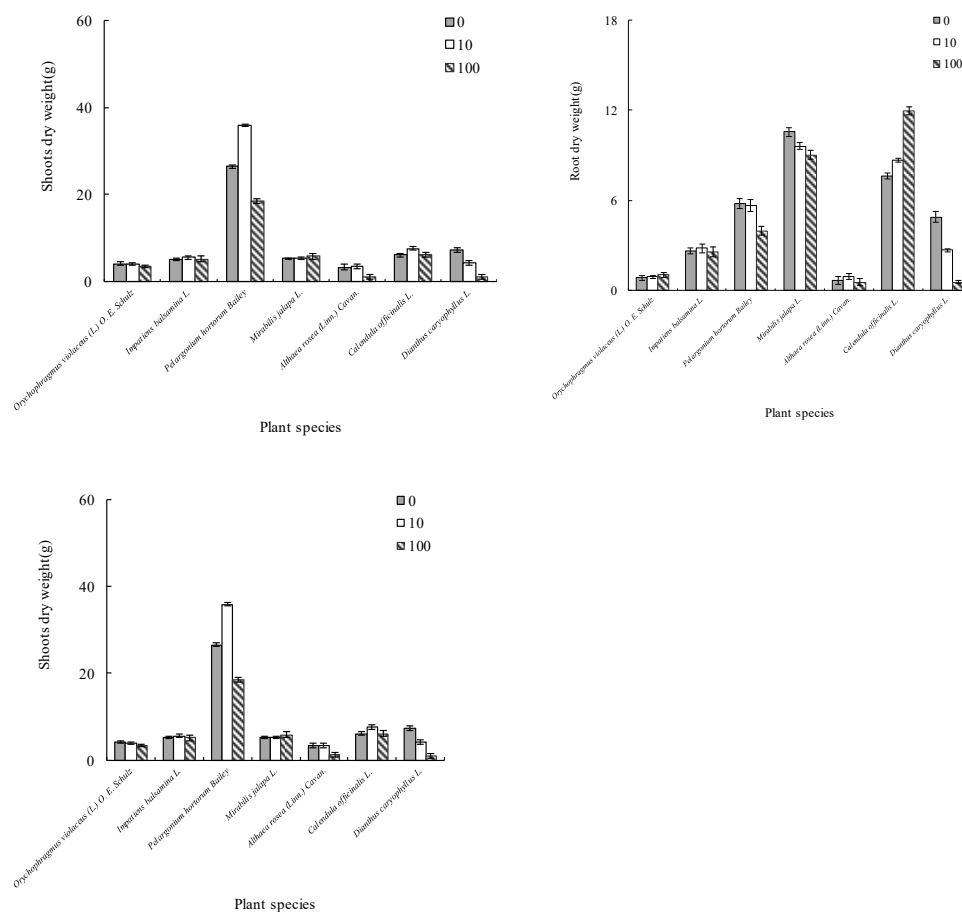 60
40
20
0
Shoots dry weight(g)
0
10
100
Orychophragmus violaceus (L.) O. E. Schulz
Impatiens balsamina L.
Pelargonium hortorum Bailey
Mirabilis jalapa L.
Althaea rosea (Linn.) Cavan.
Calendula officinalis L.
Dianthus caryophyllus L.
Plant species
18
12
6
0
Root dry weight(g)
0
10
100
Orychophragmus violaceus (L.) O. E. Schulz
Impatiens balsamina L.
Pelargonium hortorum Bailey
Mirabilis jalapa L.
Althaea rosea (Linn.) Cavan.
Calendula officinalis L.
Dianthus caryophyllus L.
Plant species
60
40
20
0
Shoots dry weight(g)
0
10
100
Orychophragmus violaceus (L.) O. E. Schulz
Impatiens balsamina L.
Pelargonium hortorum Bailey
Mirabilis jalapa L.
Althaea rosea (Linn.) Cavan.
Calendula officinalis L.
Dianthus caryophyllus L.
Plant species